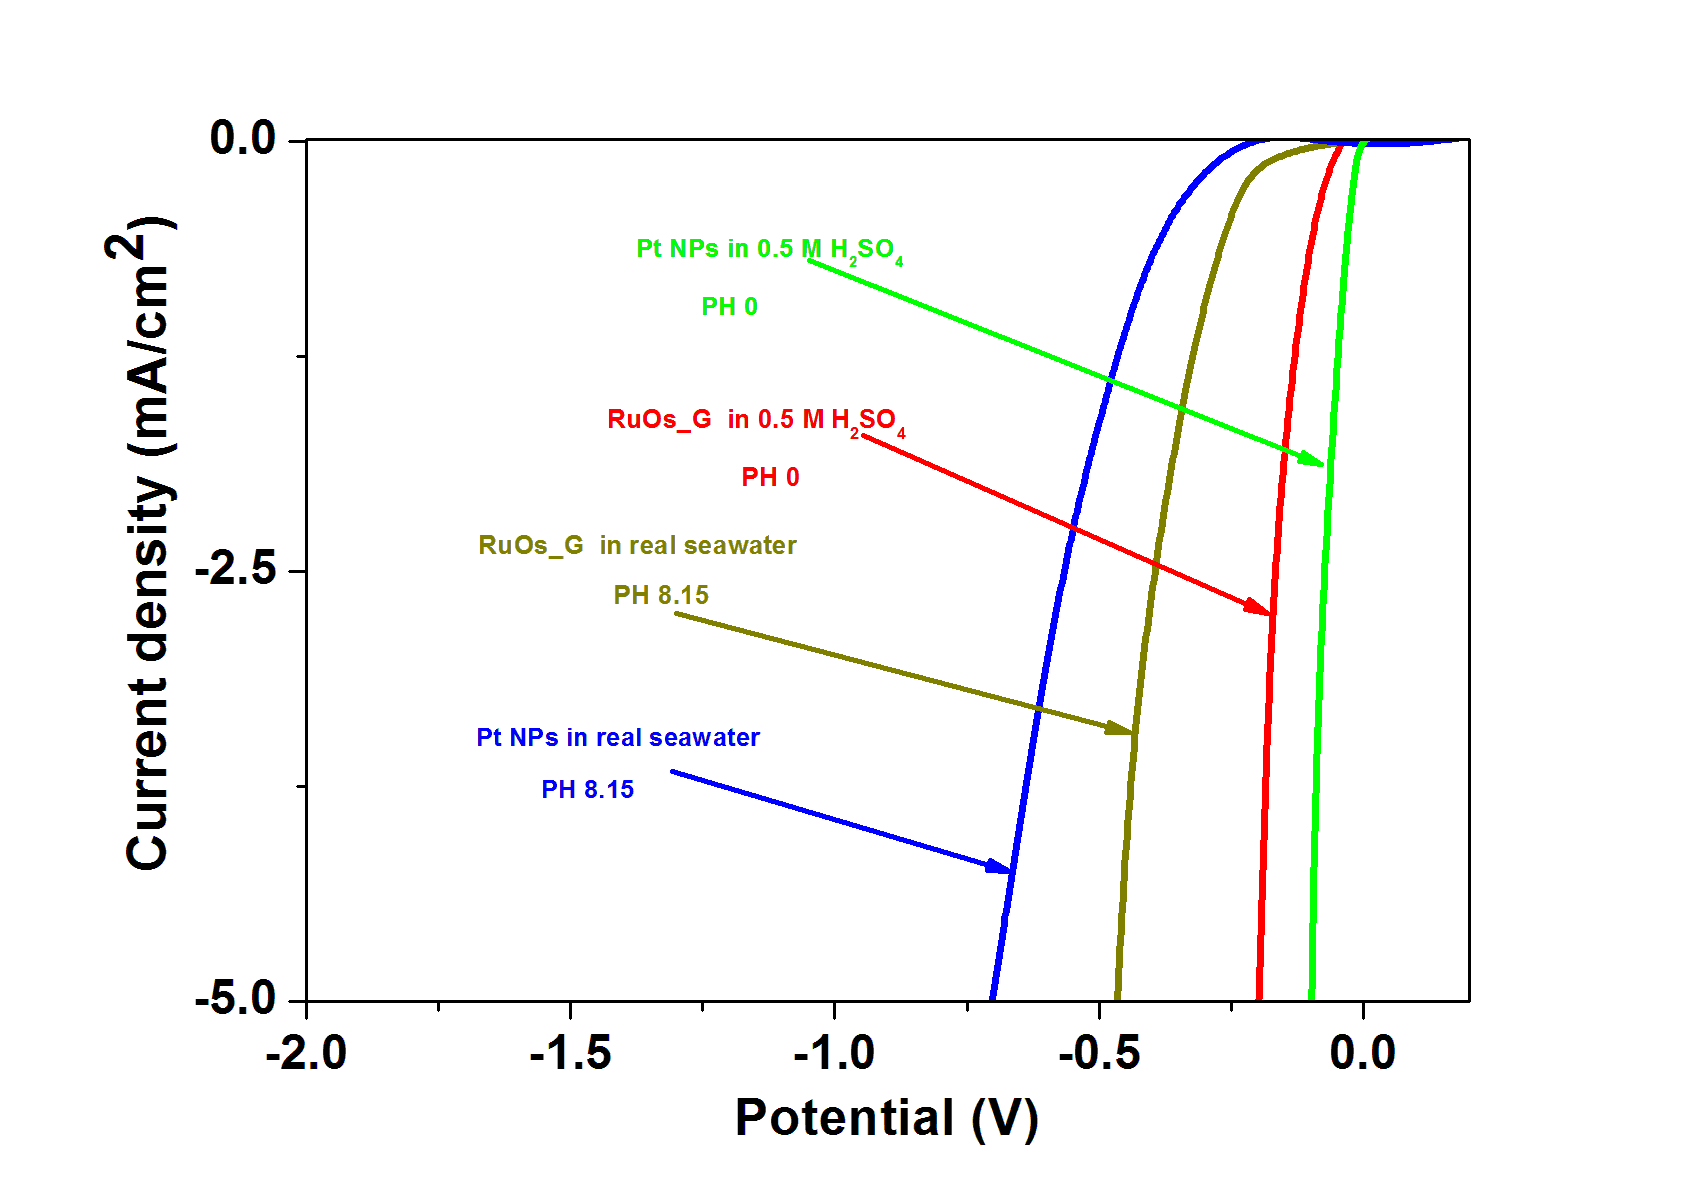 0.0
-2.5
-5.0
Current density (mA/cm²)
Pt NPs in 0.5 M H₂SO₄
PH 0
RuOs_G in 0.5 M H₂SO₄
PH 0
RuOs_G in real seawater
PH 8.15
Pt NPs in real seawater
PH 8.15
-2.0 -1.5 -1.0 -0.5 0.0
Potential (V)